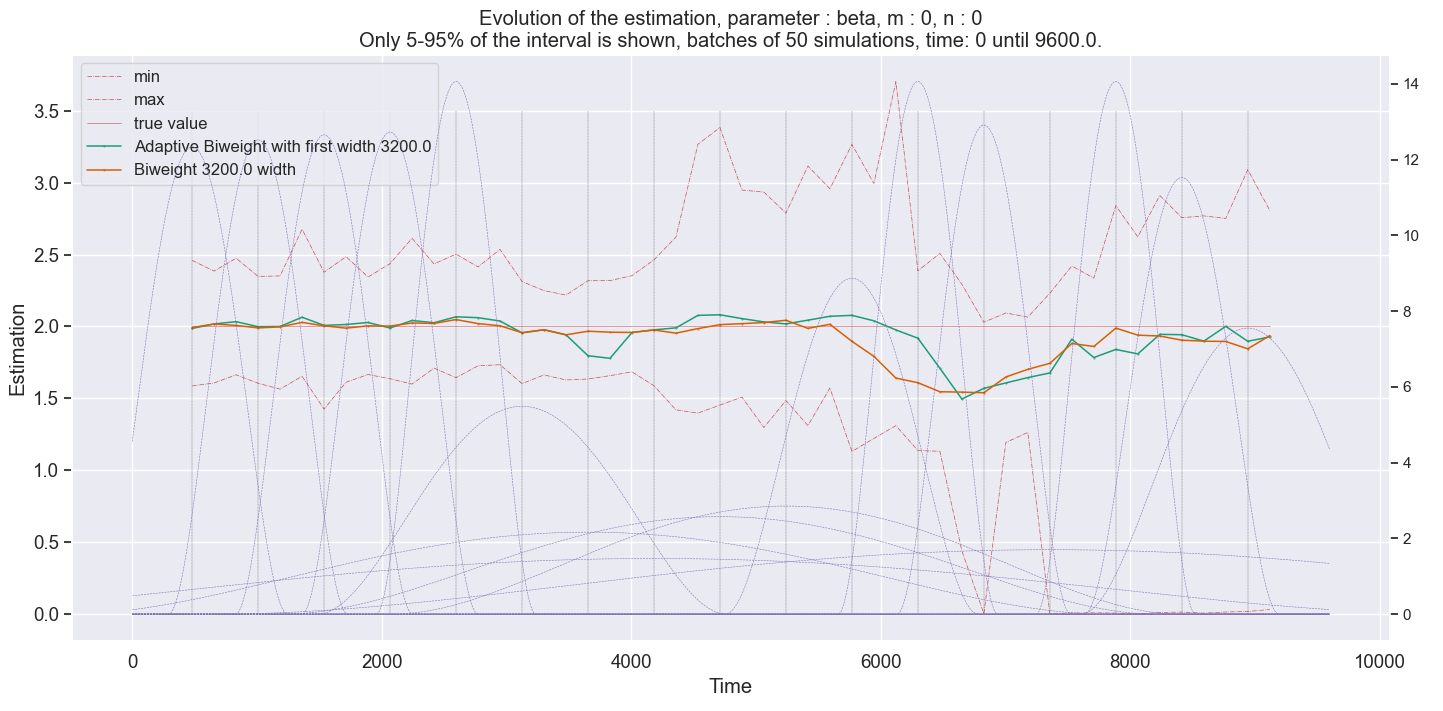 Evolution of the estimation, parameter : beta, m : 0, n : 0
Only 5-95% of the interval is shown, batches of 50 simulations, time: 0 until 9600.0.
min
max
true value
Adaptive Biweight with first width 3200.0
Biweight 3200.0 width
Estimation
3.5
3.0
2.5
2.0
1.5
1.0
0.5
0.0
14
12
10
8
6
4
2
0
0 2000 4000 6000 8000 10000
Time